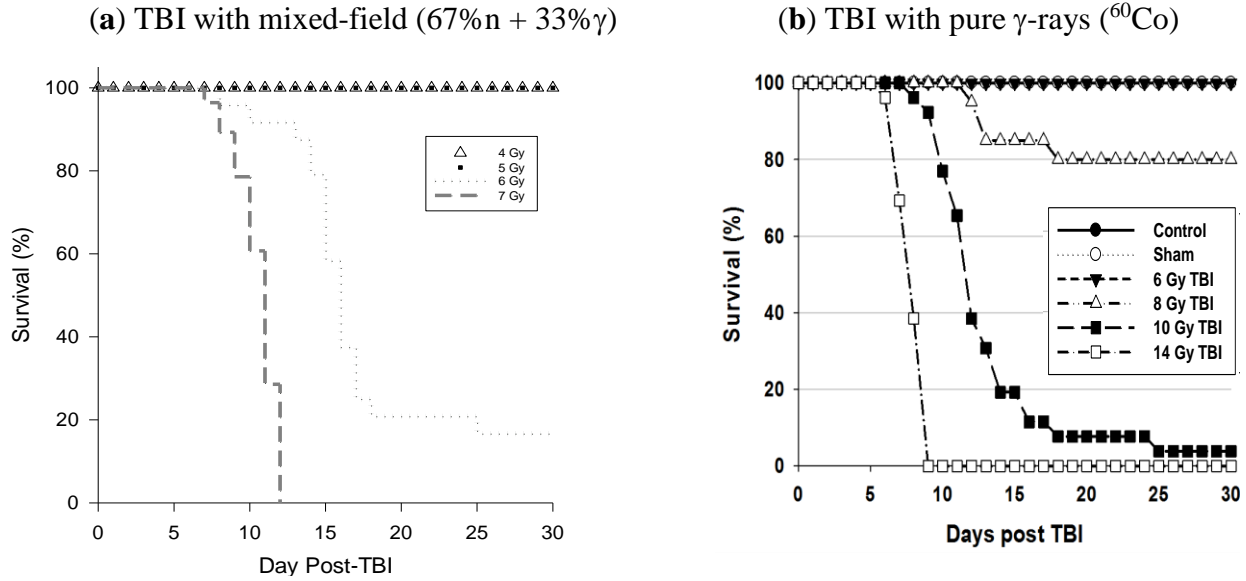 (a) TBI with mixed-field (67%n + 33%γ)
100
80
60
40
20
0
Survival (%)
4 Gy
5 Gy
6 Gy
7 Gy
0 5 10 15 20 25 30
Day Post-TBI
(b) TBI with pure γ-rays (⁶⁰Co)
100
80
60
40
20
0
Survival (%)
Control
Sham
6 Gy TBI
8 Gy TBI
10 Gy TBI
14 Gy TBI
0 5 10 15 20 25 30
Days post TBI